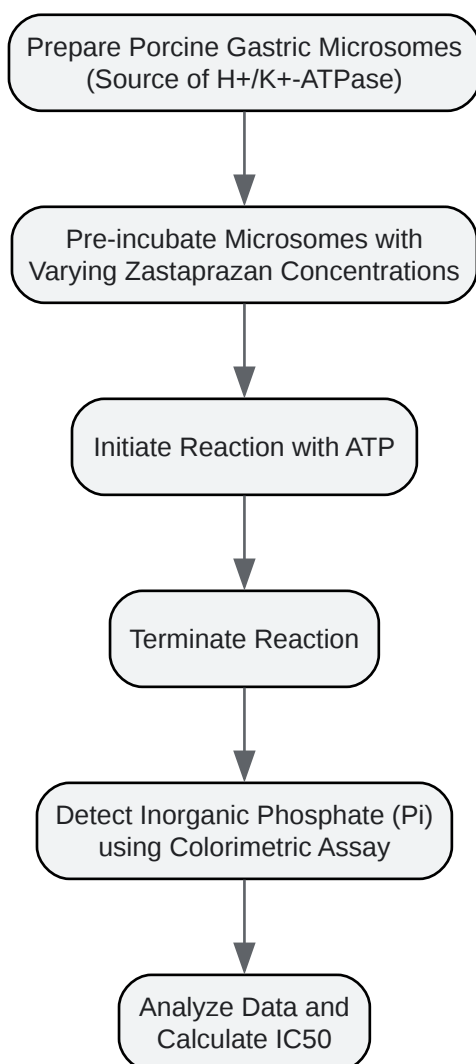 Prepare Porcine Gastric Microsomes
(Source of H+/K+-ATPase)
Pre-incubate Microsomes with
Varying Zastaprazan Concentrations
Initiate Reaction with ATP
Terminate Reaction
Detect Inorganic Phosphate (Pi)
using Colorimetric Assay
Analyze Data and
Calculate IC50